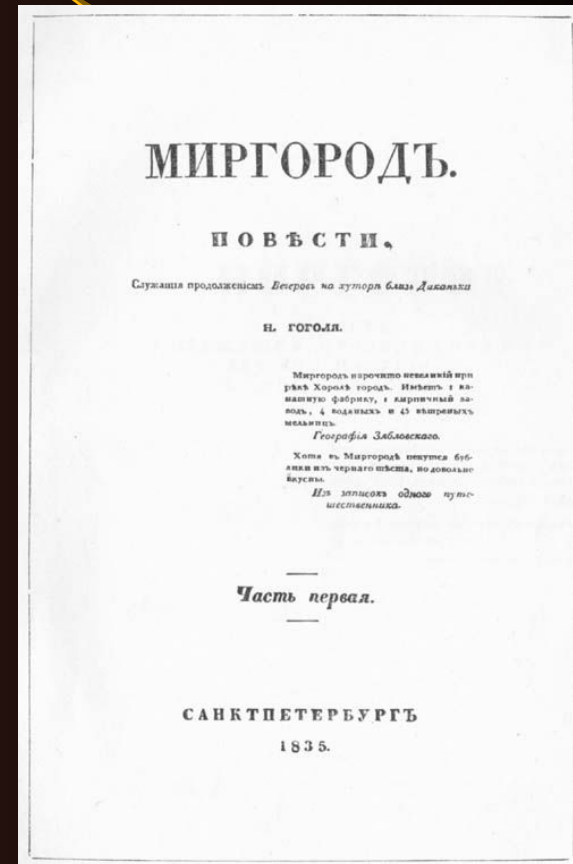 МИРГОРОДЪ.
ПОВѢСТИ,
Служащія продолженіемъ Вечеровъ на хуторѣ близь Диканьки
Н. ГОГОЛЯ.
Миргородъ нарочито невеликій при
рѣкѣ Хоролѣ городъ. Имѣетъ 1 ка-
натную фабрику, 1 кирпичный за-
водъ, 4 водяныхъ и 45 вѣтреныхъ
мельницъ.
Географія Зябловскаго.
Хотя въ Миргородѣ пекутся буб-
лики изъ чернаго тѣста, но довольно
вкусны.
Изъ записокъ одного путе-
шественника.
Часть первая.
САНКТПЕТЕРБУРГЪ
1835.